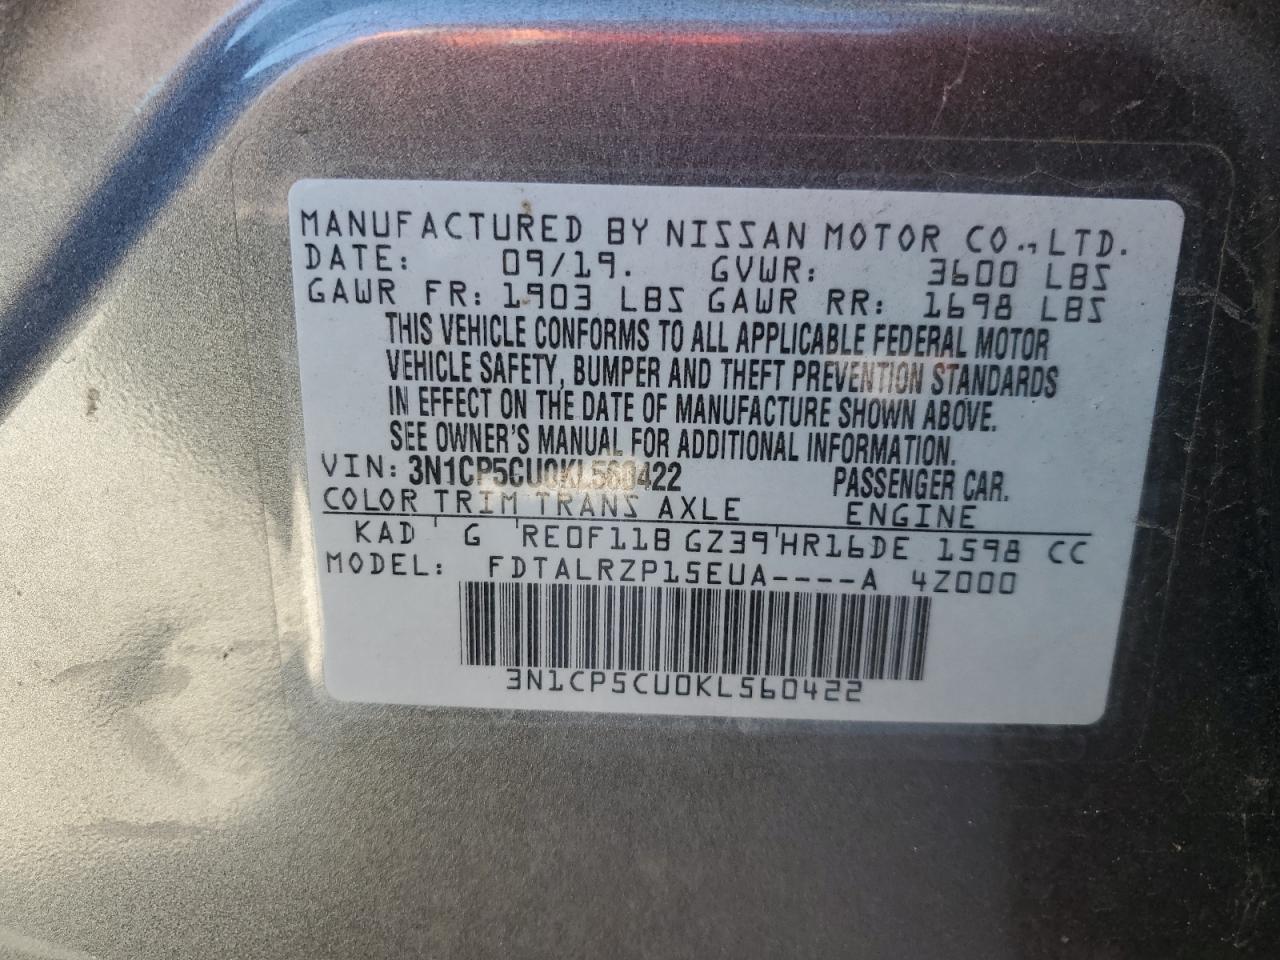 MANUFACTURED BY NISSAN MOTOR CO., LTD.
DATE: 09/19. GVWR: 3600 LBS
GAWR FR: 1903 LBS GAWR RR: 1698 LBS
THIS VEHICLE CONFORMS TO ALL APPLICABLE FEDERAL MOTOR
VEHICLE SAFETY, BUMPER AND THEFT PREVENTION STANDARDS
IN EFFECT ON THE DATE OF MANUFACTURE SHOWN ABOVE.
SEE OWNER'S MANUAL FOR ADDITIONAL INFORMATION.
VIN: 3N1CP5CU0KL560422 PASSENGER CAR.
COLOR TRIM TRANS AXLE ENGINE
KAD ' G 'RE0F11B GZ39'HR16DE 1598 CC
MODEL: FDTALRZP15EUA----A 4Z000
3N1CP5CU0KL560422